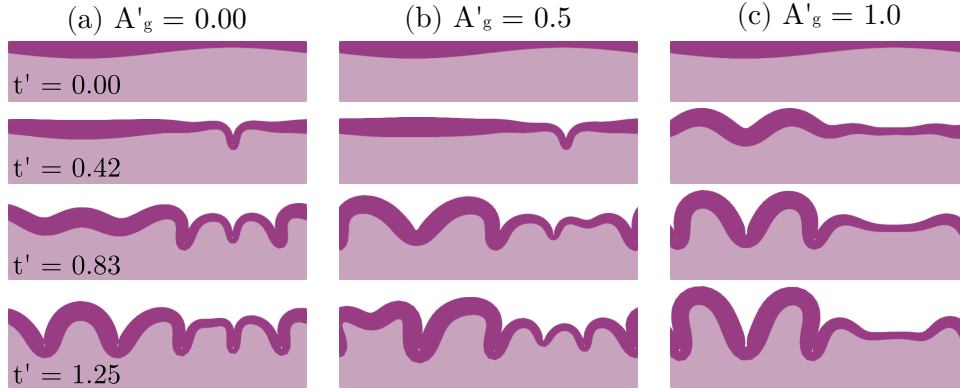 (a) A'g = 0.00
(b) A'g = 0.5
(c) A'g = 1.0
t' = 0.00
t' = 0.42
t' = 0.83
t' = 1.25